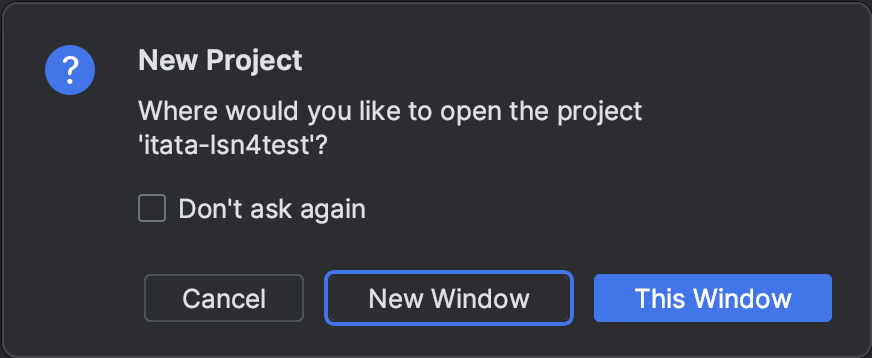 ?
New Project
Where would you like to open the project
'itata-lsn4test'?
Don't ask again
Cancel
New Window
This Window